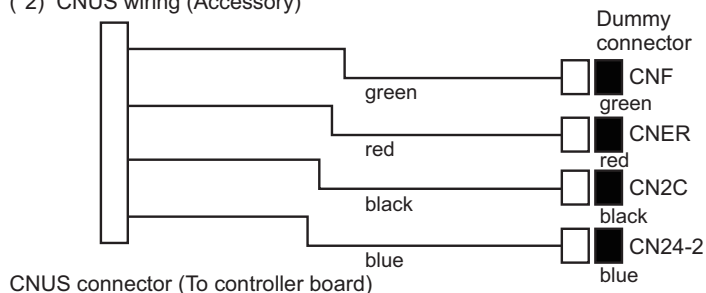 (*2) CNUS wiring (Accessory)
Dummy
connector
CNF
green
green
CNER
red
red
CN2C
black
black
CN24-2
blue
blue
CNUS connector (To controller board)